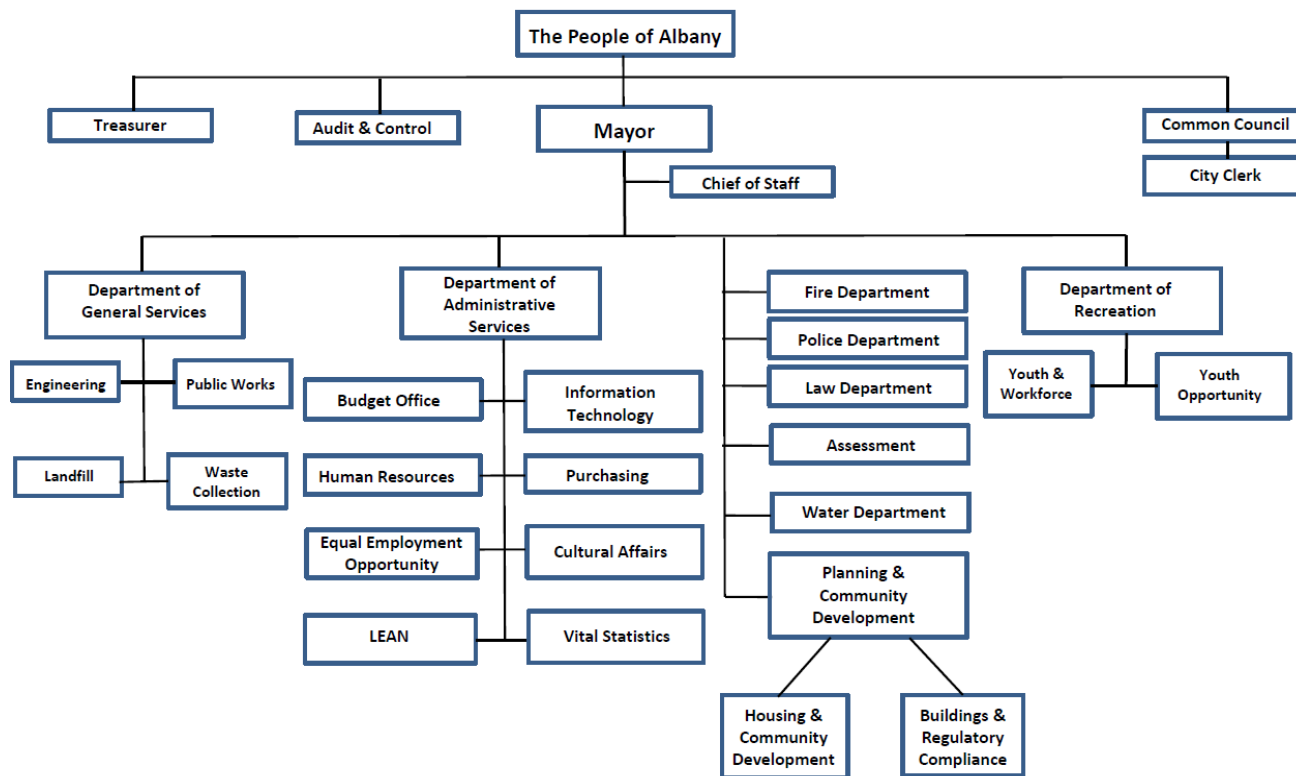 The People of Albany
Treasurer
Audit & Control
Mayor
Common Council
City Clerk
Chief of Staff
Department of
General Services
Department of
Administrative
Services
Fire Department
Police Department
Law Department
Assessment
Water Department
Planning &
Community
Development
Department of
Recreation
Engineering
Public Works
Landfill
Waste
Collection
Budget Office
Information
Technology
Human Resources
Purchasing
Equal Employment
Opportunity
Cultural Affairs
LEAN
Vital Statistics
Youth &
Workforce
Youth
Opportunity
Housing &
Community
Development
Buildings &
Regulatory
Compliance